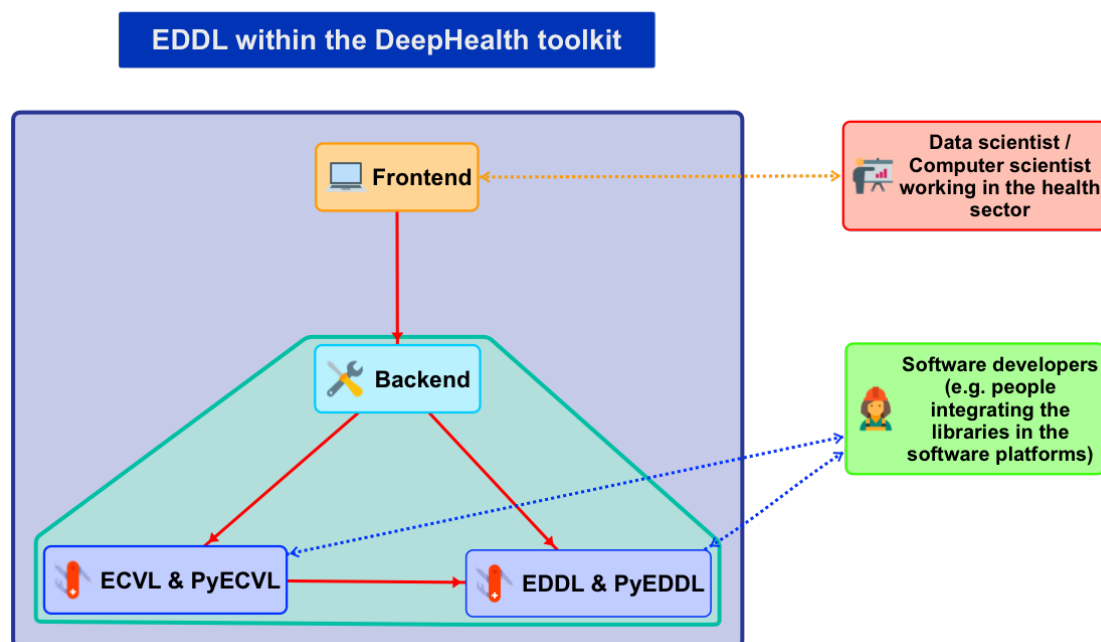 EDDL within the DeepHealth toolkit
Frontend
Data scientist /
Computer scientist
working in the health
sector
Backend
Software developers
(e.g. people
integrating the
libraries in the
software platforms)
ECVL & PyECVL
EDDL & PyEDDL